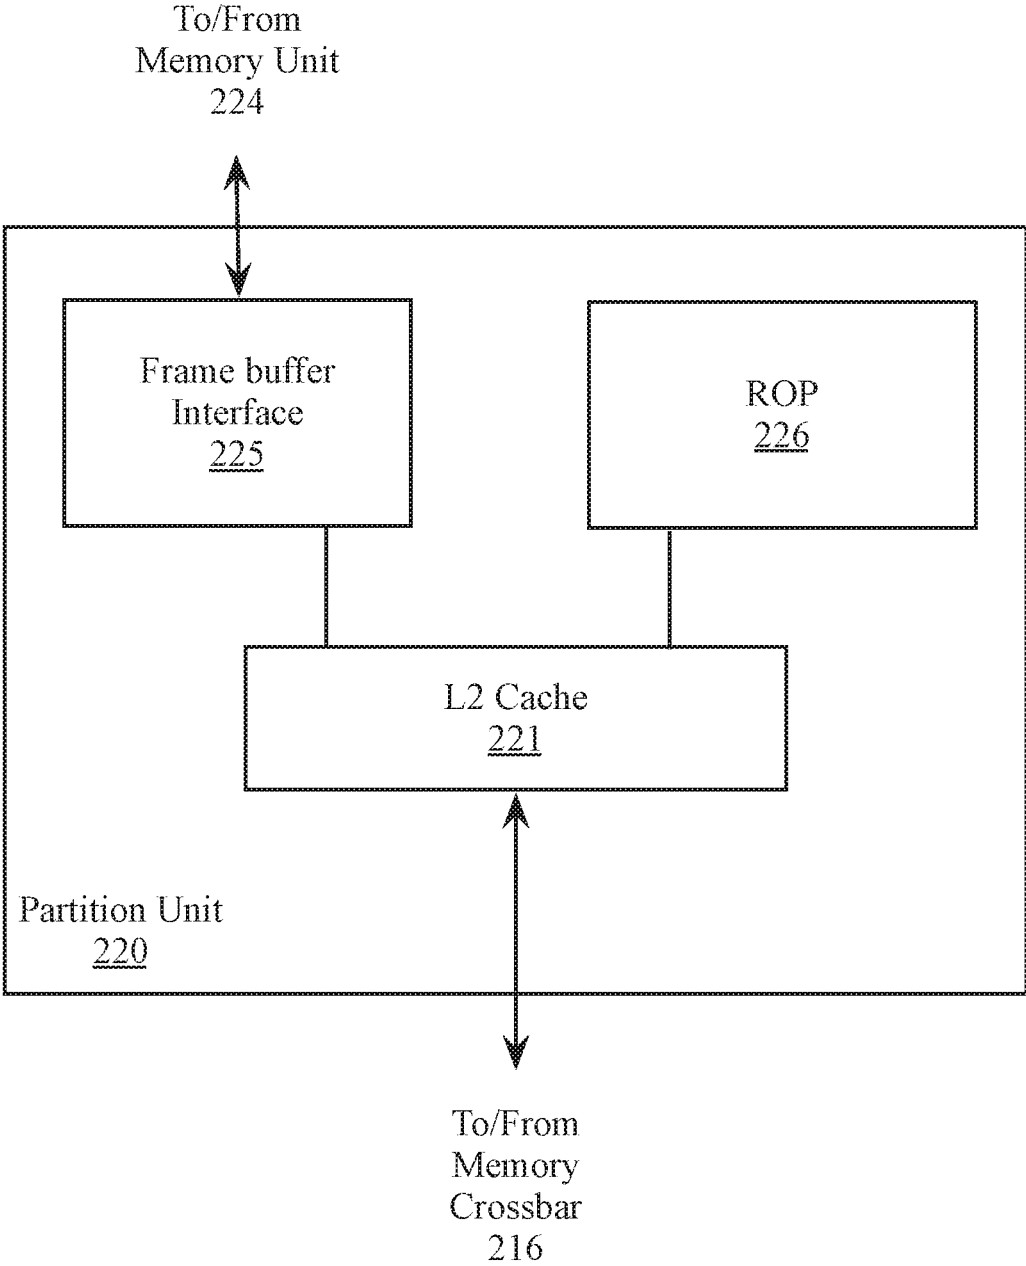 To/From
Memory Unit
224
Frame buffer
Interface
225
ROP
226
L2 Cache
221
Partition Unit
220
To/From
Memory
Crossbar
216